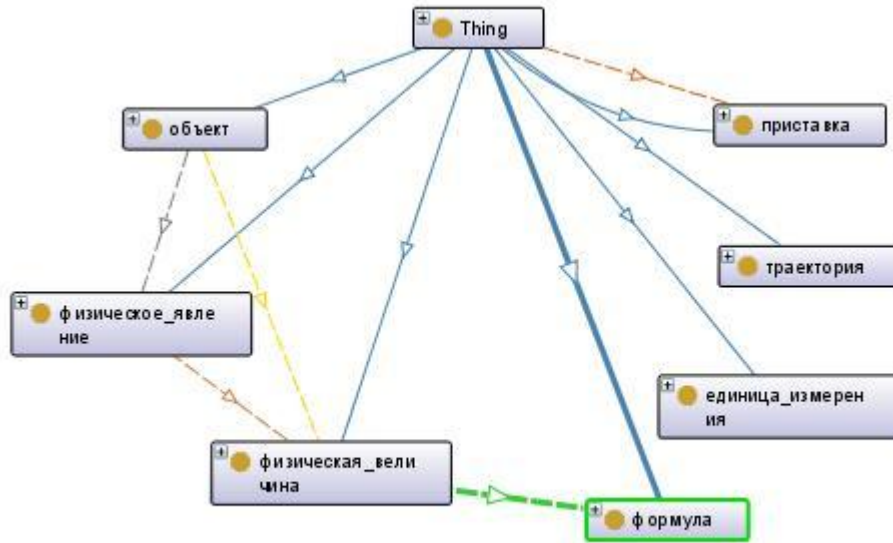 Thing
объект
приставка
траектория
физическое_явле
ние
единица_измерен
ия
физическая_вели
чина
формула